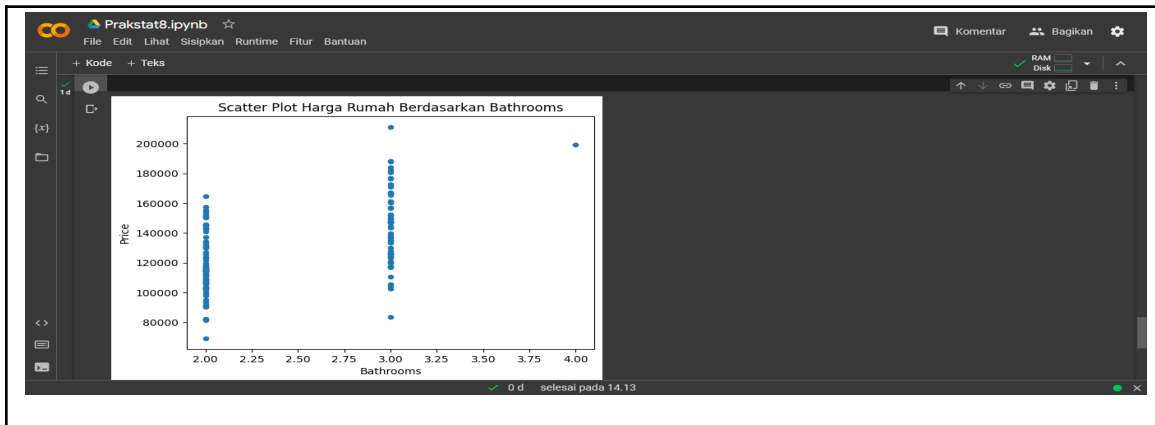 CO Prakstat8.ipynb ☆
File Edit Lihat Sisipkan Runtime Fitur Bantuan
Komentar Bagikan
+ Kode + Teks
RAM
Disk
1 d
{x}
Scatter Plot Harga Rumah Berdasarkan Bathrooms
200000
180000
160000
140000
120000
100000
80000
Price
2.00 2.25 2.50 2.75 3.00 3.25 3.50 3.75 4.00
Bathrooms
✓ 0 d selesai pada 14.13